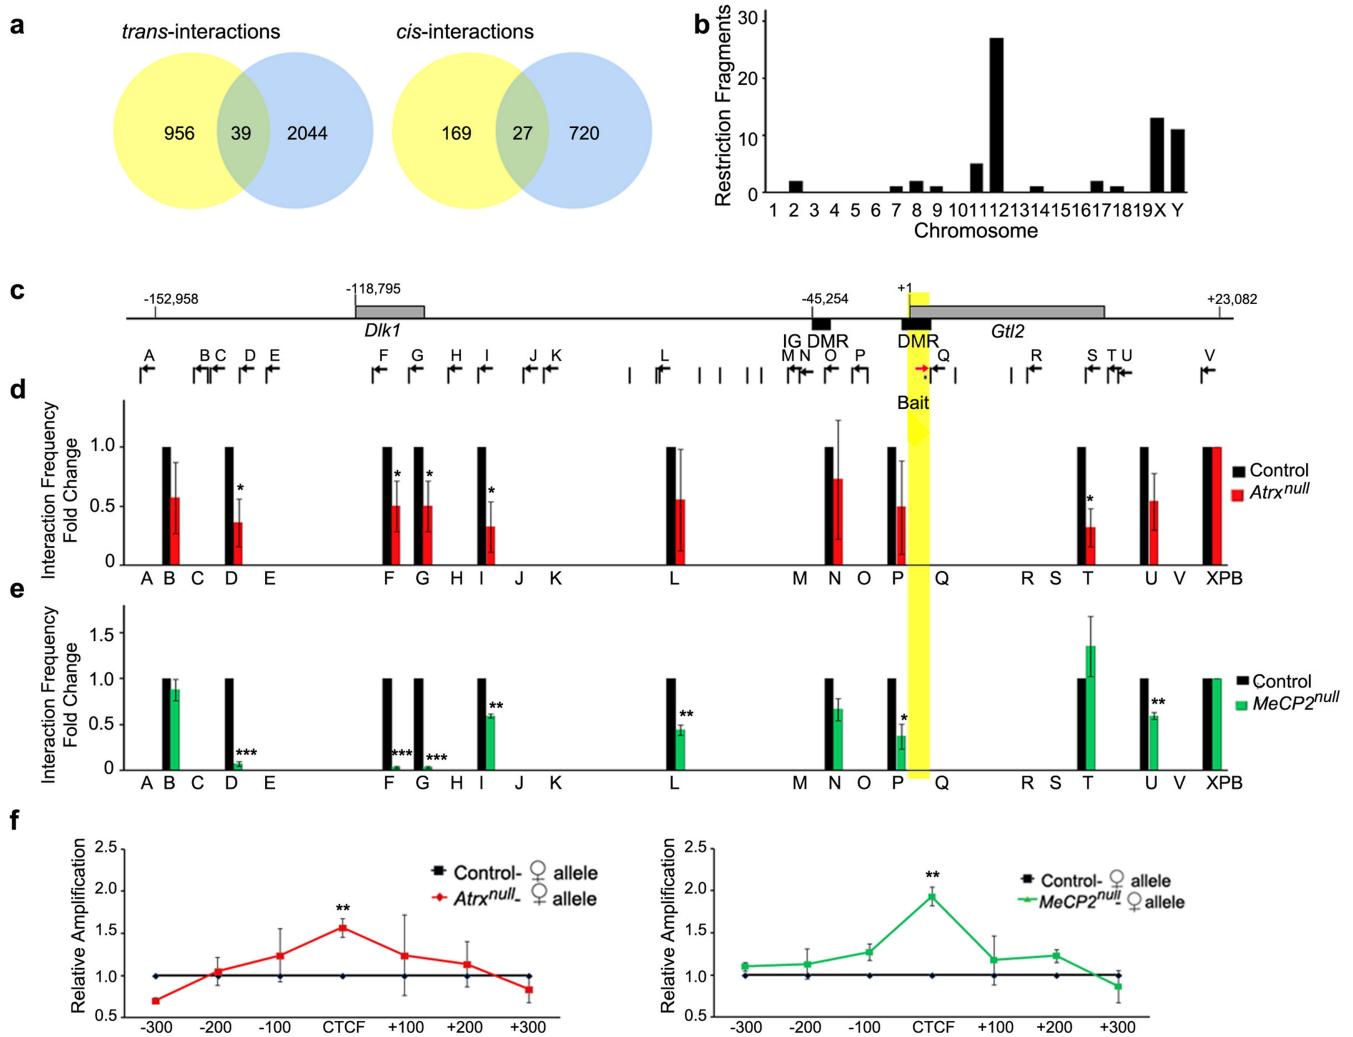 a
trans-interactions
cis-interactions
956 39 2044
169 27 720
b
Restriction Fragments
30
20
10
0
1 2 3 4 5 6 7 8 9 10 11 12 13 14 15 16 17 18 19 X Y
Chromosome
c
-152,958
-118,795
-45,254
+1
+23,082
Dlk1
Gtl2
IG DMR
DMR
A B C D E F G H I J K L M N O P Q R S T U V
Bait
d
Interaction Frequency
Fold Change
1.0
0.5
0
* * * * *
Control
Atrxnull
A B C D E F G H I J K L M N O P Q R S T U V XPB
e
Interaction Frequency
Fold Change
1.5
1.0
0.5
0
*** *** *** ** ** * **
Control
MeCP2null
A B C D E F G H I J K L M N O P Q R S T U V XPB
f
Relative Amplification
2.5
2.0
1.5
1.0
0.5
**
Control- ♀ allele
Atrxnull- ♀ allele
-300 -200 -100 CTCF +100 +200 +300
Relative Amplification
2.5
2.0
1.5
1.0
0.5
**
Control- ♀ allele
MeCP2null- ♀ allele
-300 -200 -100 CTCF +100 +200 +300